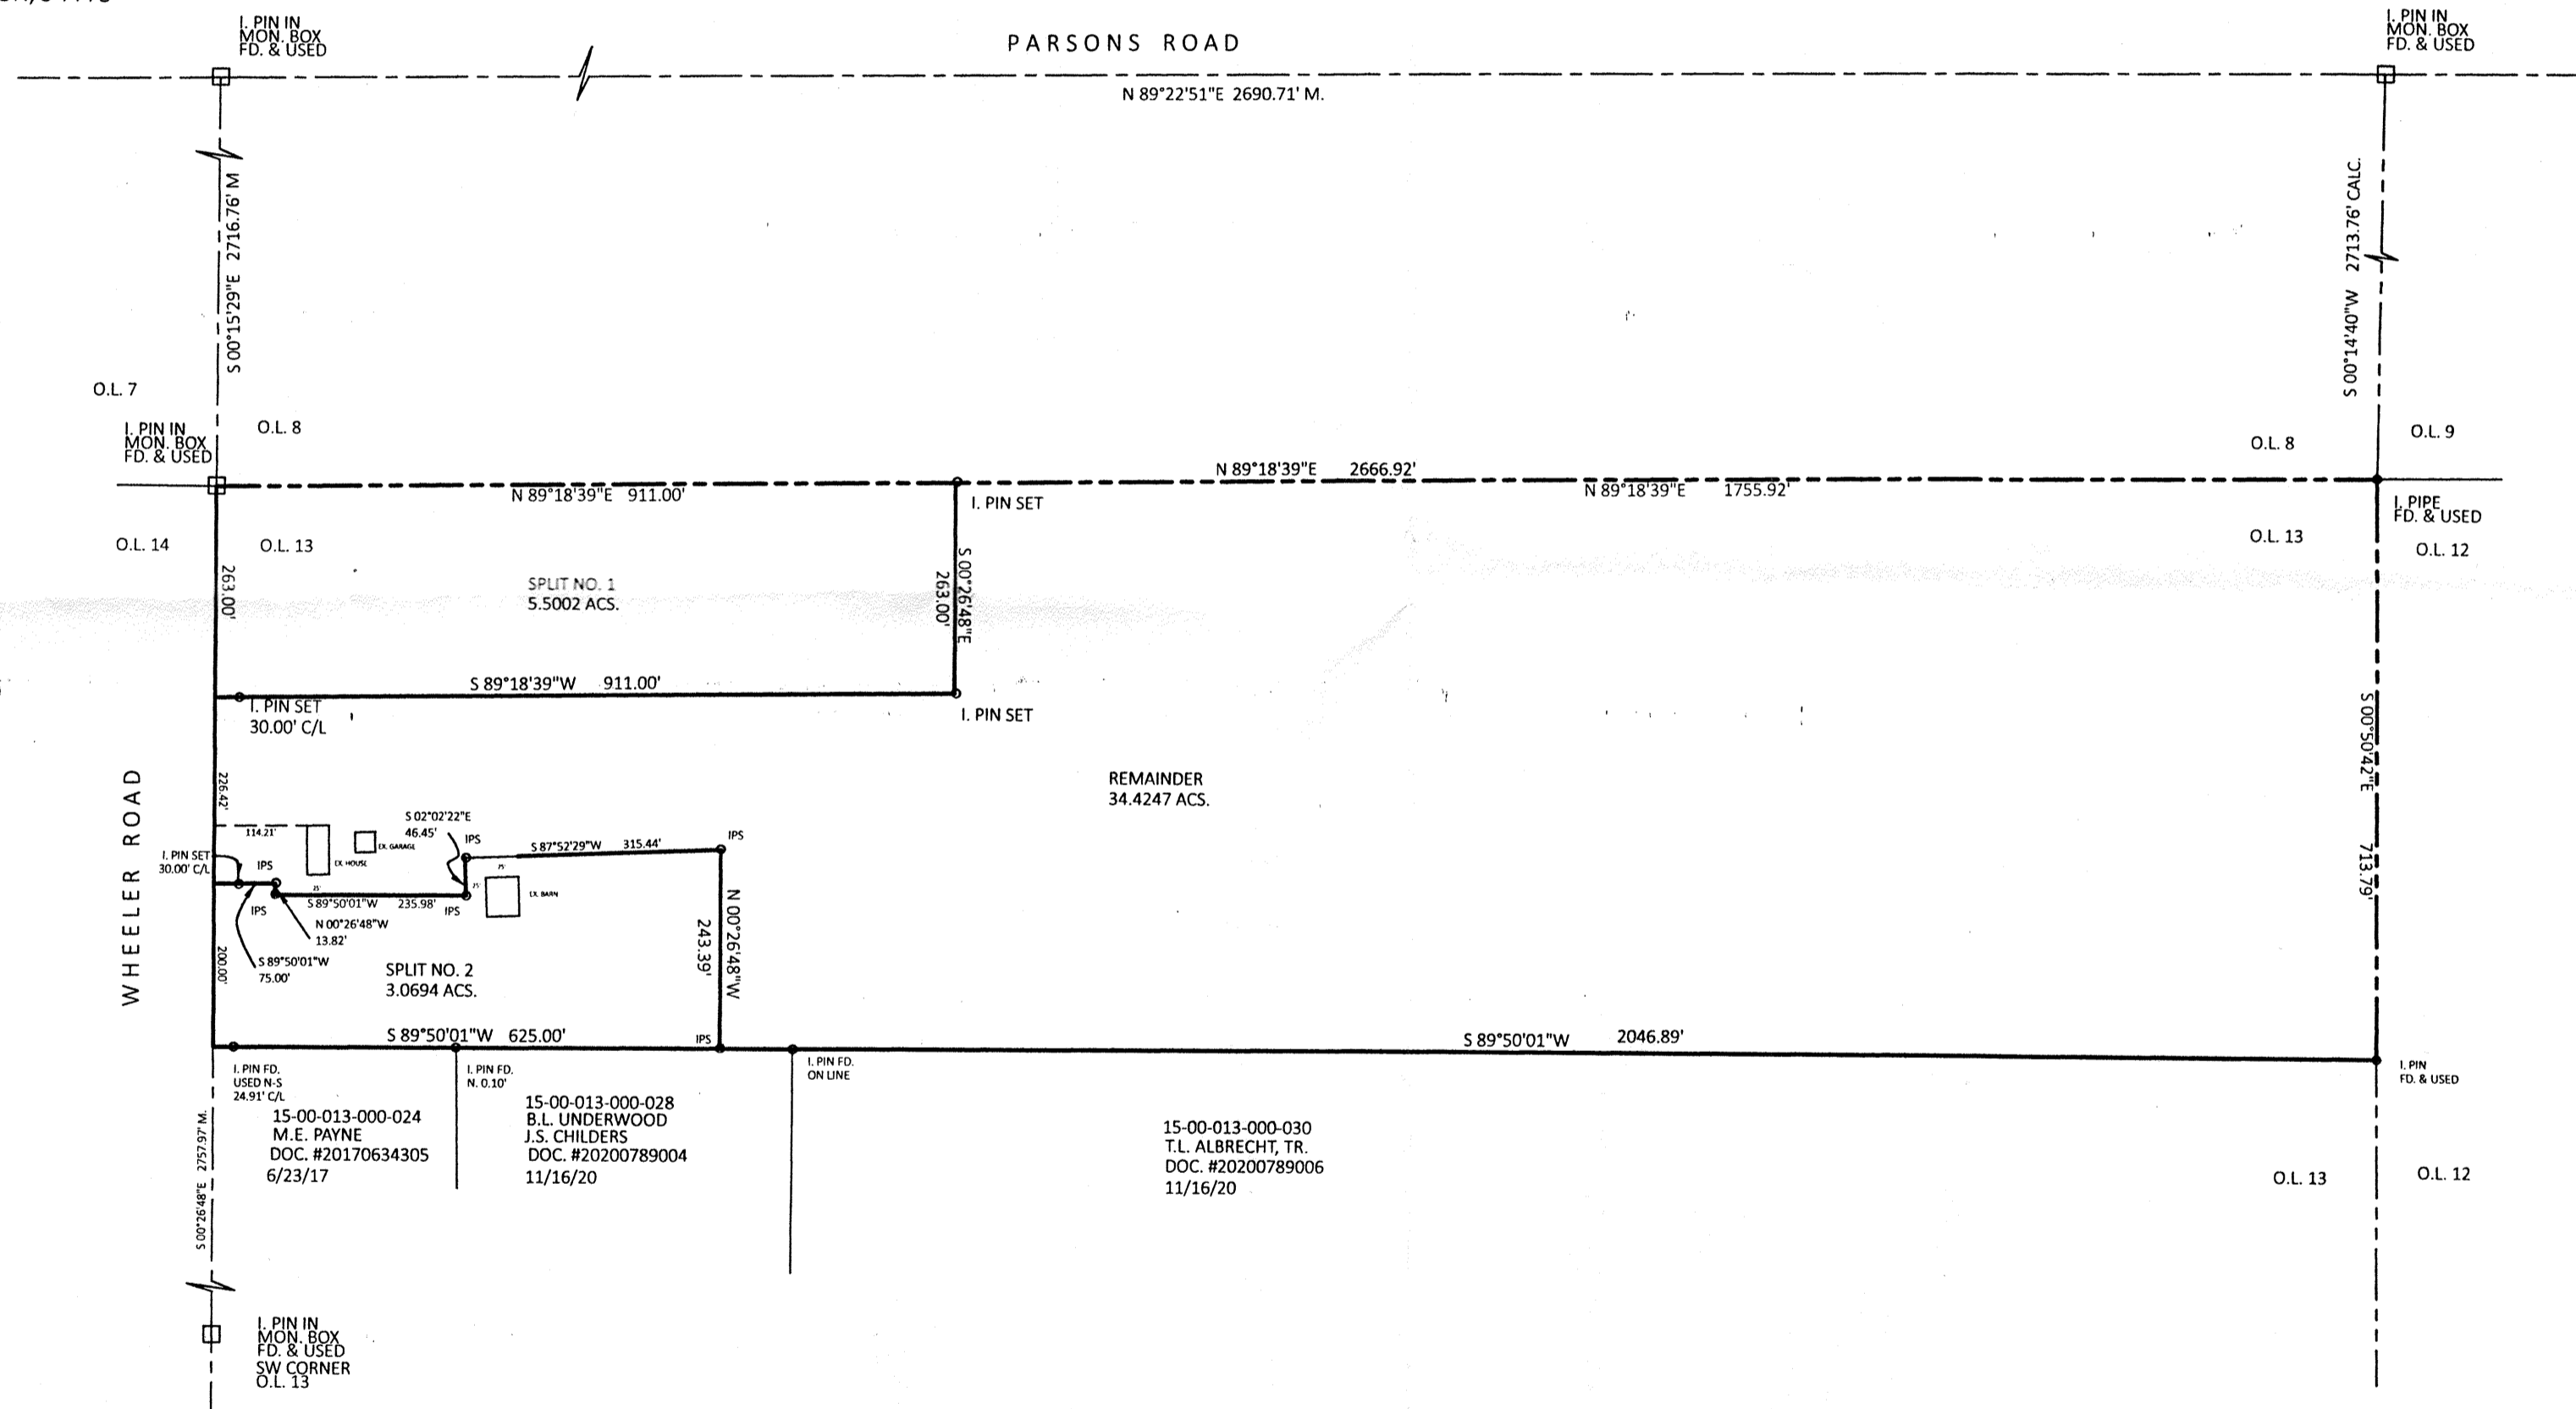 I. PIN IN
MON. BOX
FD. & USED
PARSONS ROAD
I. PIN IN
MON. BOX
FD. & USED
N 89°22'51"E 2690.71' M.
S 00°15'29"E 2716.76' M
S 00°14'40"W 2713.76' CALC.
O.L. 7
O.L. 8
I. PIN IN
MON. BOX
FD. & USED
O.L. 8
O.L. 9
N 89°18'39"E 2666.92'
N 89°18'39"E 911.00'
N 89°18'39"E 1755.92'
I. PIN SET
I. PIPE
FD. & USED
O.L. 14
O.L. 13
O.L. 13
O.L. 12
263.00'
SPLIT NO. 1
5.5002 ACS.
S 00°26'48"E
263.00'
S 89°18'39"W 911.00'
I. PIN SET
30.00' C/L
I. PIN SET
S 00°50'42"E 713.79'
WHEELER ROAD
226.42'
REMAINDER
34.4247 ACS.
S 02°02'22"E
46.45'
114.21'
EX. HOUSE
EX. GARAGE
IPS
S 87°52'29"W 315.44'
IPS
I. PIN SET
30.00' C/L
IPS
25'
25'
25'
EX. BARN
S 89°50'01"W 235.98'
IPS
IPS
N 00°26'48"W
13.82'
N 00°26'48"W
243.39'
200.00'
S 89°50'01"W
75.00'
SPLIT NO. 2
3.0694 ACS.
S 89°50'01"W 625.00'
IPS
S 89°50'01"W 2046.89'
I. PIN FD.
USED N-S
24.91' C/L
I. PIN FD.
N. 0.10'
I. PIN FD.
ON LINE
I. PIN
FD. & USED
15-00-013-000-024
M.E. PAYNE
DOC. #20170634305
6/23/17
15-00-013-000-028
B.L. UNDERWOOD
J.S. CHILDERS
DOC. #20200789004
11/16/20
15-00-013-000-030
T.L. ALBRECHT, TR.
DOC. #20200789006
11/16/20
S 00°26'48"E 2757.97' M.
O.L. 13
O.L. 12
I. PIN IN
MON. BOX
FD. & USED
SW CORNER
O.L. 13